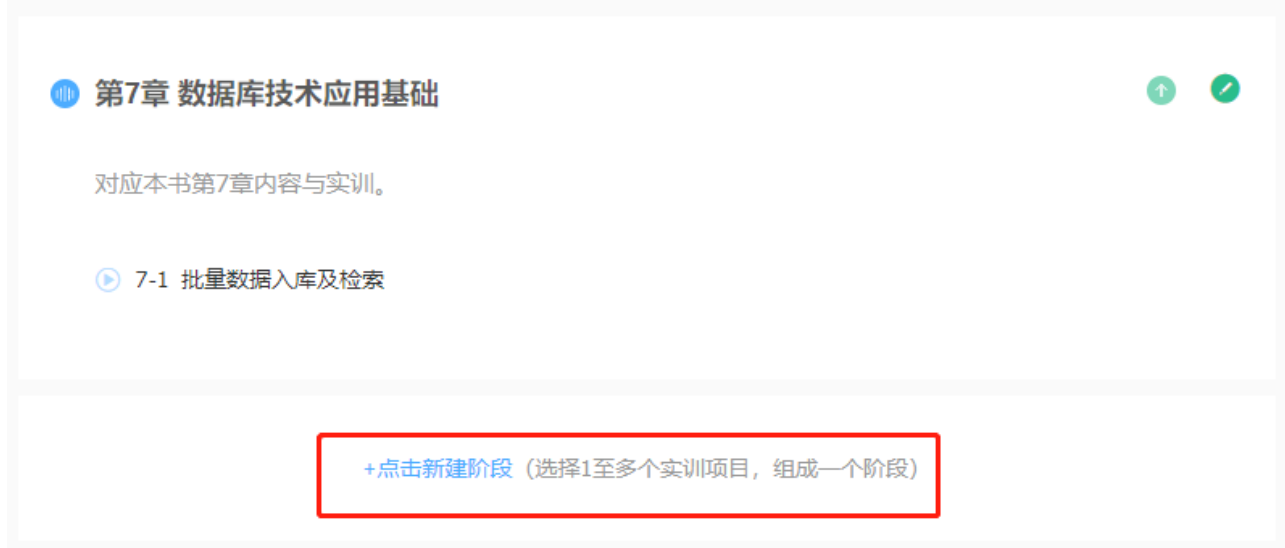 第7章 数据库技术应用基础
对应本书第7章内容与实训。
7-1 批量数据入库及检索
+点击新建阶段（选择1至多个实训项目，组成一个阶段）